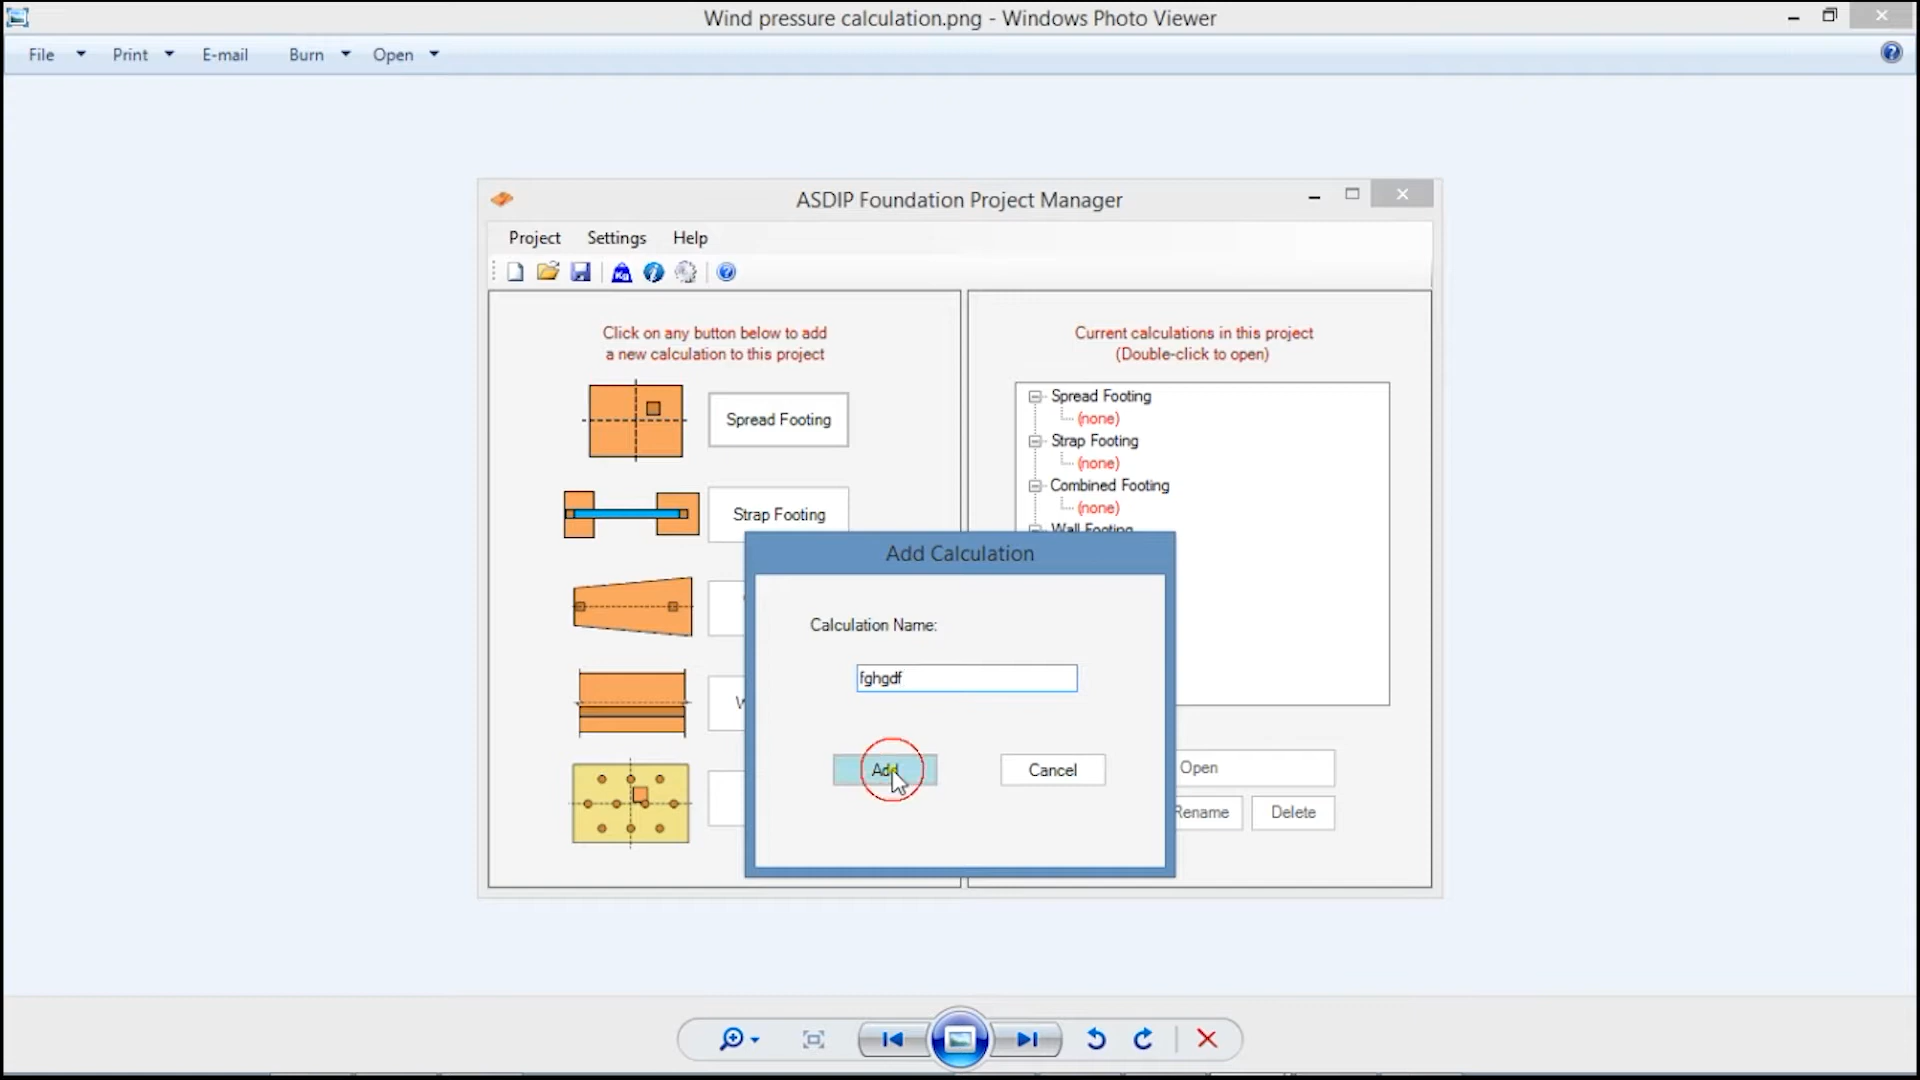 Wind pressure calculation.png - Windows Photo Viewer
File Print E-mail Burn Open
ASDIP Foundation Project Manager
Project Settings Help
Kg
Click on any button below to add
a new calculation to this project
Current calculations in this project
(Double-click to open)
Spread Footing
Strap Footing
Spread Footing
(none)
Strap Footing
(none)
Combined Footing
(none)
Wall Footing
Add Calculation
Calculation Name:
fghgdf
Add
Cancel
Open
Rename
Delete